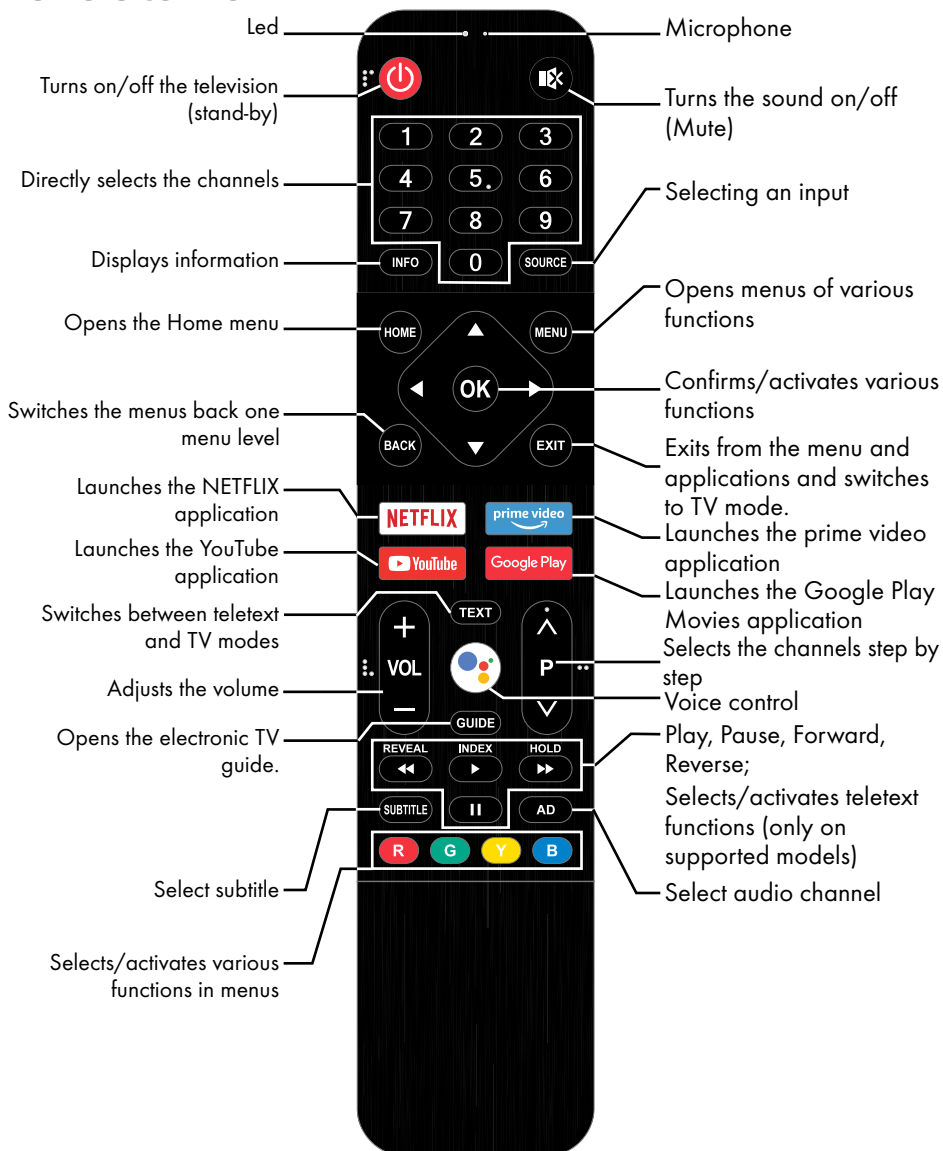 Led
Microphone
Turns on/off the television
(stand-by)
Turns the sound on/off
(Mute)
1 2 3
Directly selects the channels
4 5. 6
Selecting an input
7 8 9
Displays information
INFO 0 SOURCE
Opens the Home menu
HOME
MENU
Opens menus of various
functions
OK
Confirms/activates various
functions
Switches the menus back one
menu level
BACK
EXIT
Exits from the menu and
applications and switches
to TV mode.
Launches the NETFLIX
application
NETFLIX
prime video
Launches the prime video
application
Launches the YouTube
application
YouTube
Google Play
Launches the Google Play
Movies application
Switches between teletext
and TV modes
TEXT
+
VOL
–
P
Selects the channels step by
step
Adjusts the volume
Voice control
Opens the electronic TV
guide.
GUIDE
REVEAL INDEX HOLD
Play, Pause, Forward,
Reverse;
Selects/activates teletext
functions (only on
supported models)
SUBTITLE
AD
R G Y B
Select subtitle
Select audio channel
Selects/activates various
functions in menus